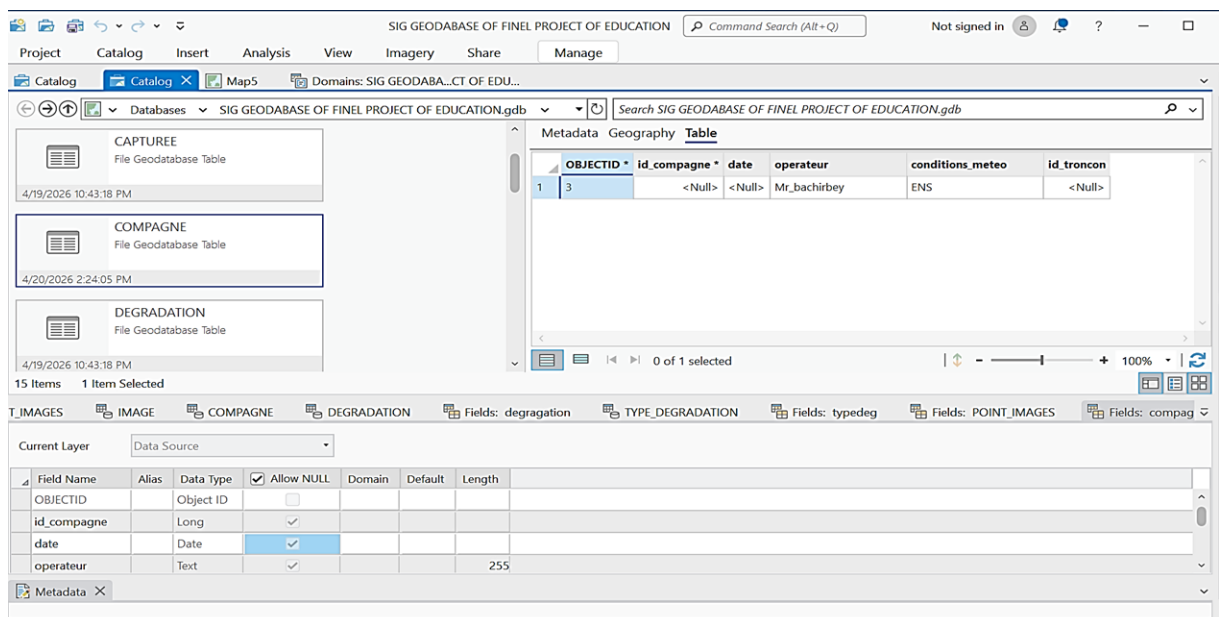 SIG GEODABASE OF FINEL PROJECT OF EDUCATION Command Search (Alt+Q) Not signed in ?
Project Catalog Insert Analysis View Imagery Share Manage
Catalog Catalog Map5 Domains: SIG GEODABA...CT OF EDU...
Databases SIG GEODABASE OF FINEL PROJECT OF EDUCATION.gdb Search SIG GEODABASE OF FINEL PROJECT OF EDUCATION.gdb
CAPTUREE
File Geodatabase Table
4/19/2026 10:43:18 PM
COMPAGNE
File Geodatabase Table
4/20/2026 2:24:05 PM
DEGRADATION
File Geodatabase Table
4/19/2026 10:43:18 PM
Metadata Geography Table
OBJECTID * id_compagne * date operateur conditions_meteo id_troncon
1 3 <Null> <Null> Mr_bachirbey ENS <Null>
0 of 1 selected 100%
15 Items 1 Item Selected
T_IMAGES IMAGE COMPAGNE DEGRADATION Fields: degragation TYPE_DEGRADATION Fields: typedeg Fields: POINT_IMAGES Fields: compag
Current Layer Data Source
Field Name Alias Data Type Allow NULL Domain Default Length
OBJECTID Object ID
id_compagne Long
date Date
operateur Text 255
Metadata